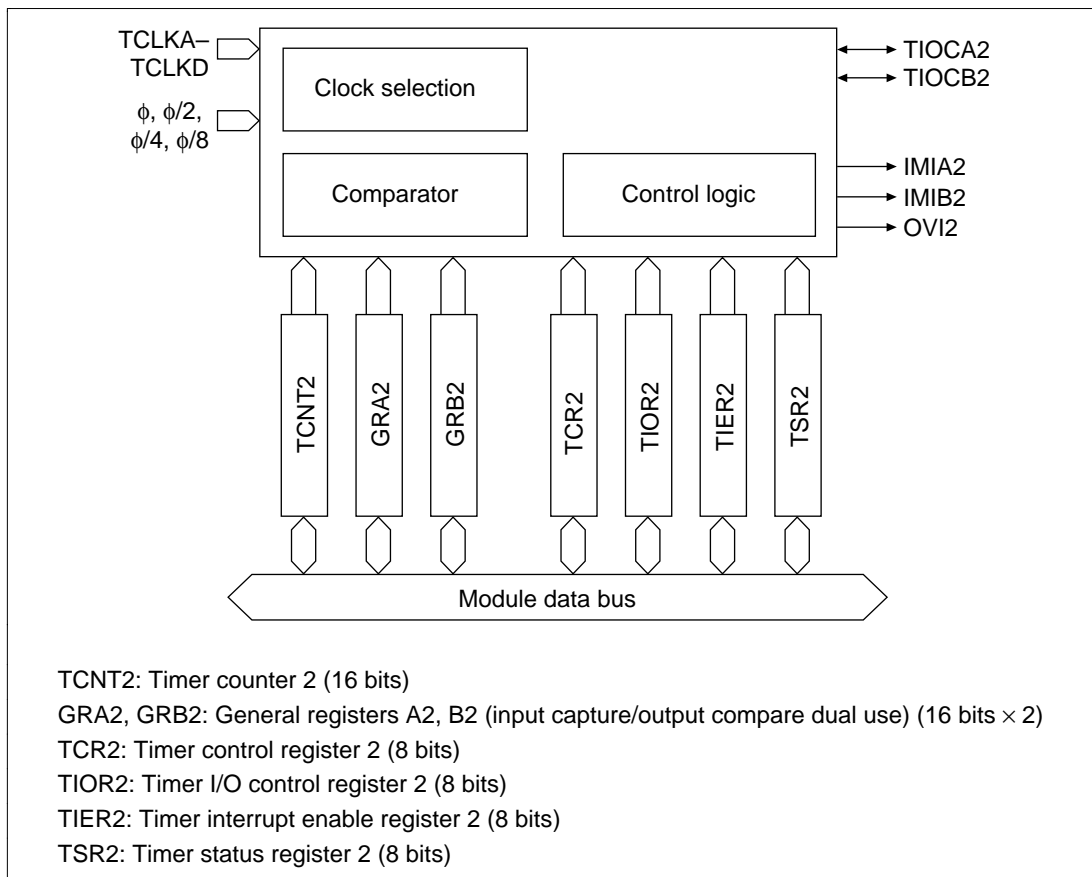 TCLKA–
TCLKD
ϕ, ϕ/2,
ϕ/4, ϕ/8
Clock selection
Comparator
Control logic
TIOCA2
TIOCB2
IMIA2
IMIB2
OVI2
TCNT2
GRA2
GRB2
TCR2
TIOR2
TIER2
TSR2
Module data bus
TCNT2: Timer counter 2 (16 bits)
GRA2, GRB2: General registers A2, B2 (input capture/output compare dual use) (16 bits × 2)
TCR2: Timer control register 2 (8 bits)
TIOR2: Timer I/O control register 2 (8 bits)
TIER2: Timer interrupt enable register 2 (8 bits)
TSR2: Timer status register 2 (8 bits)